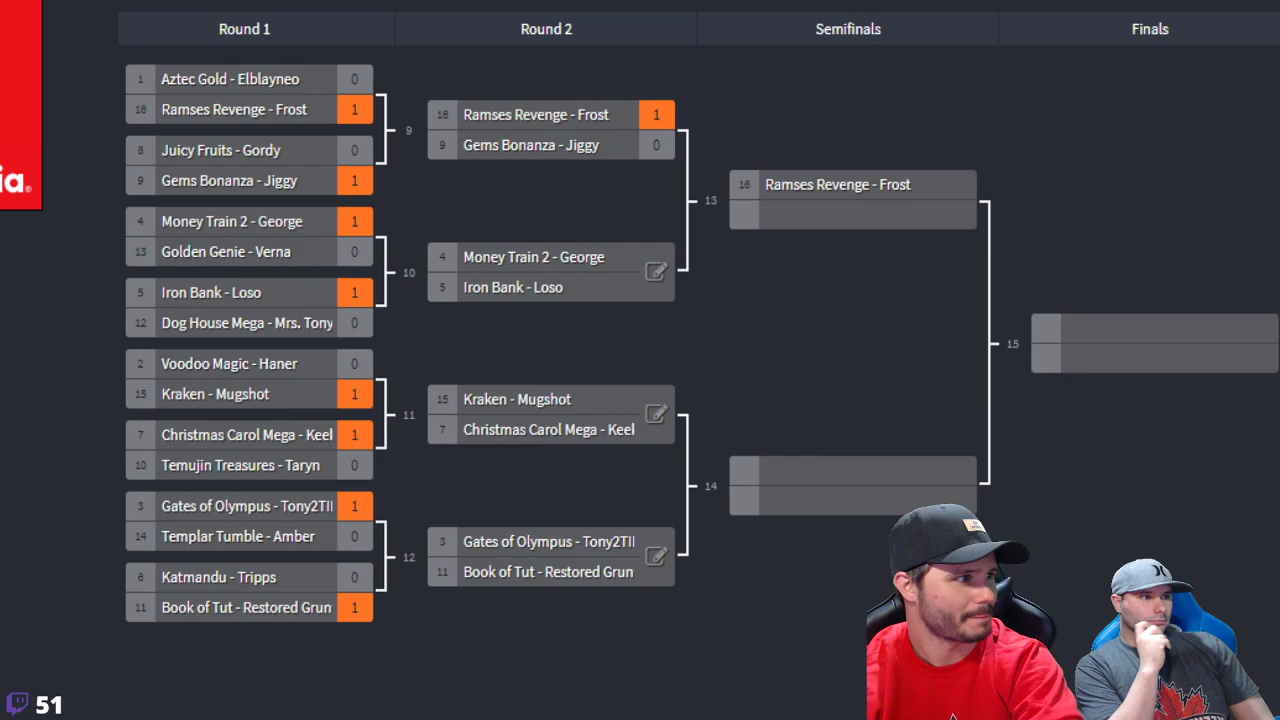 Round 1
Round 2
Semifinals
Finals
1 Aztec Gold - Elblayneo 0
16 Ramses Revenge - Frost 1
8 Juicy Fruits - Gordy 0
9 Gems Bonanza - Jiggy 1
4 Money Train 2 - George 1
13 Golden Genie - Verna 0
5 Iron Bank - Loso 1
12 Dog House Mega - Mrs. Tony 0
2 Voodoo Magic - Haner 0
15 Kraken - Mugshot 1
7 Christmas Carol Mega - Keel 1
10 Temujin Treasures - Taryn 0
3 Gates of Olympus - Tony2TII 1
14 Templar Tumble - Amber 0
6 Katmandu - Tripps 0
11 Book of Tut - Restored Grun 1
9
10
11
12
16 Ramses Revenge - Frost 1
9 Gems Bonanza - Jiggy 0
4 Money Train 2 - George
5 Iron Bank - Loso
15 Kraken - Mugshot
7 Christmas Carol Mega - Keel
3 Gates of Olympus - Tony2TII
11 Book of Tut - Restored Grun
13
14
16 Ramses Revenge - Frost
15
ia.
51